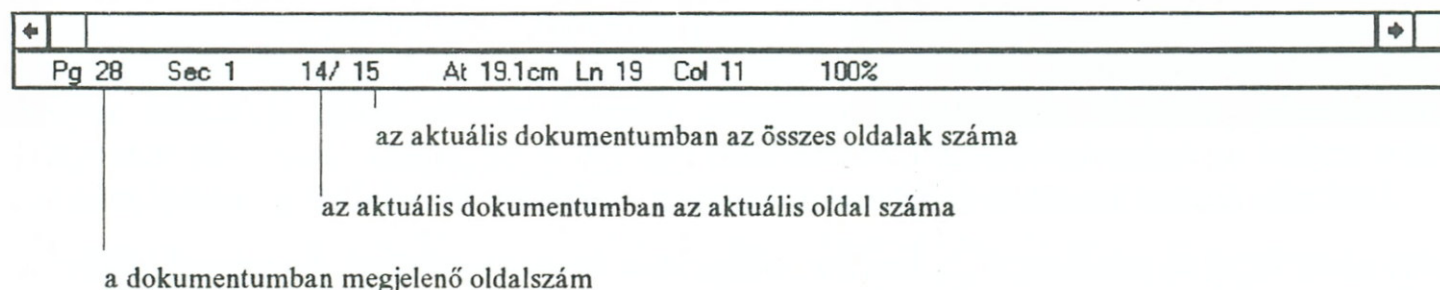 Pg 28 Sec 1 14/ 15 At 19.1cm Ln 19 Col 11 100%
az aktuális dokumentumban az összes oldalak száma
az aktuális dokumentumban az aktuális oldal száma
a dokumentumban megjelenő oldalszám